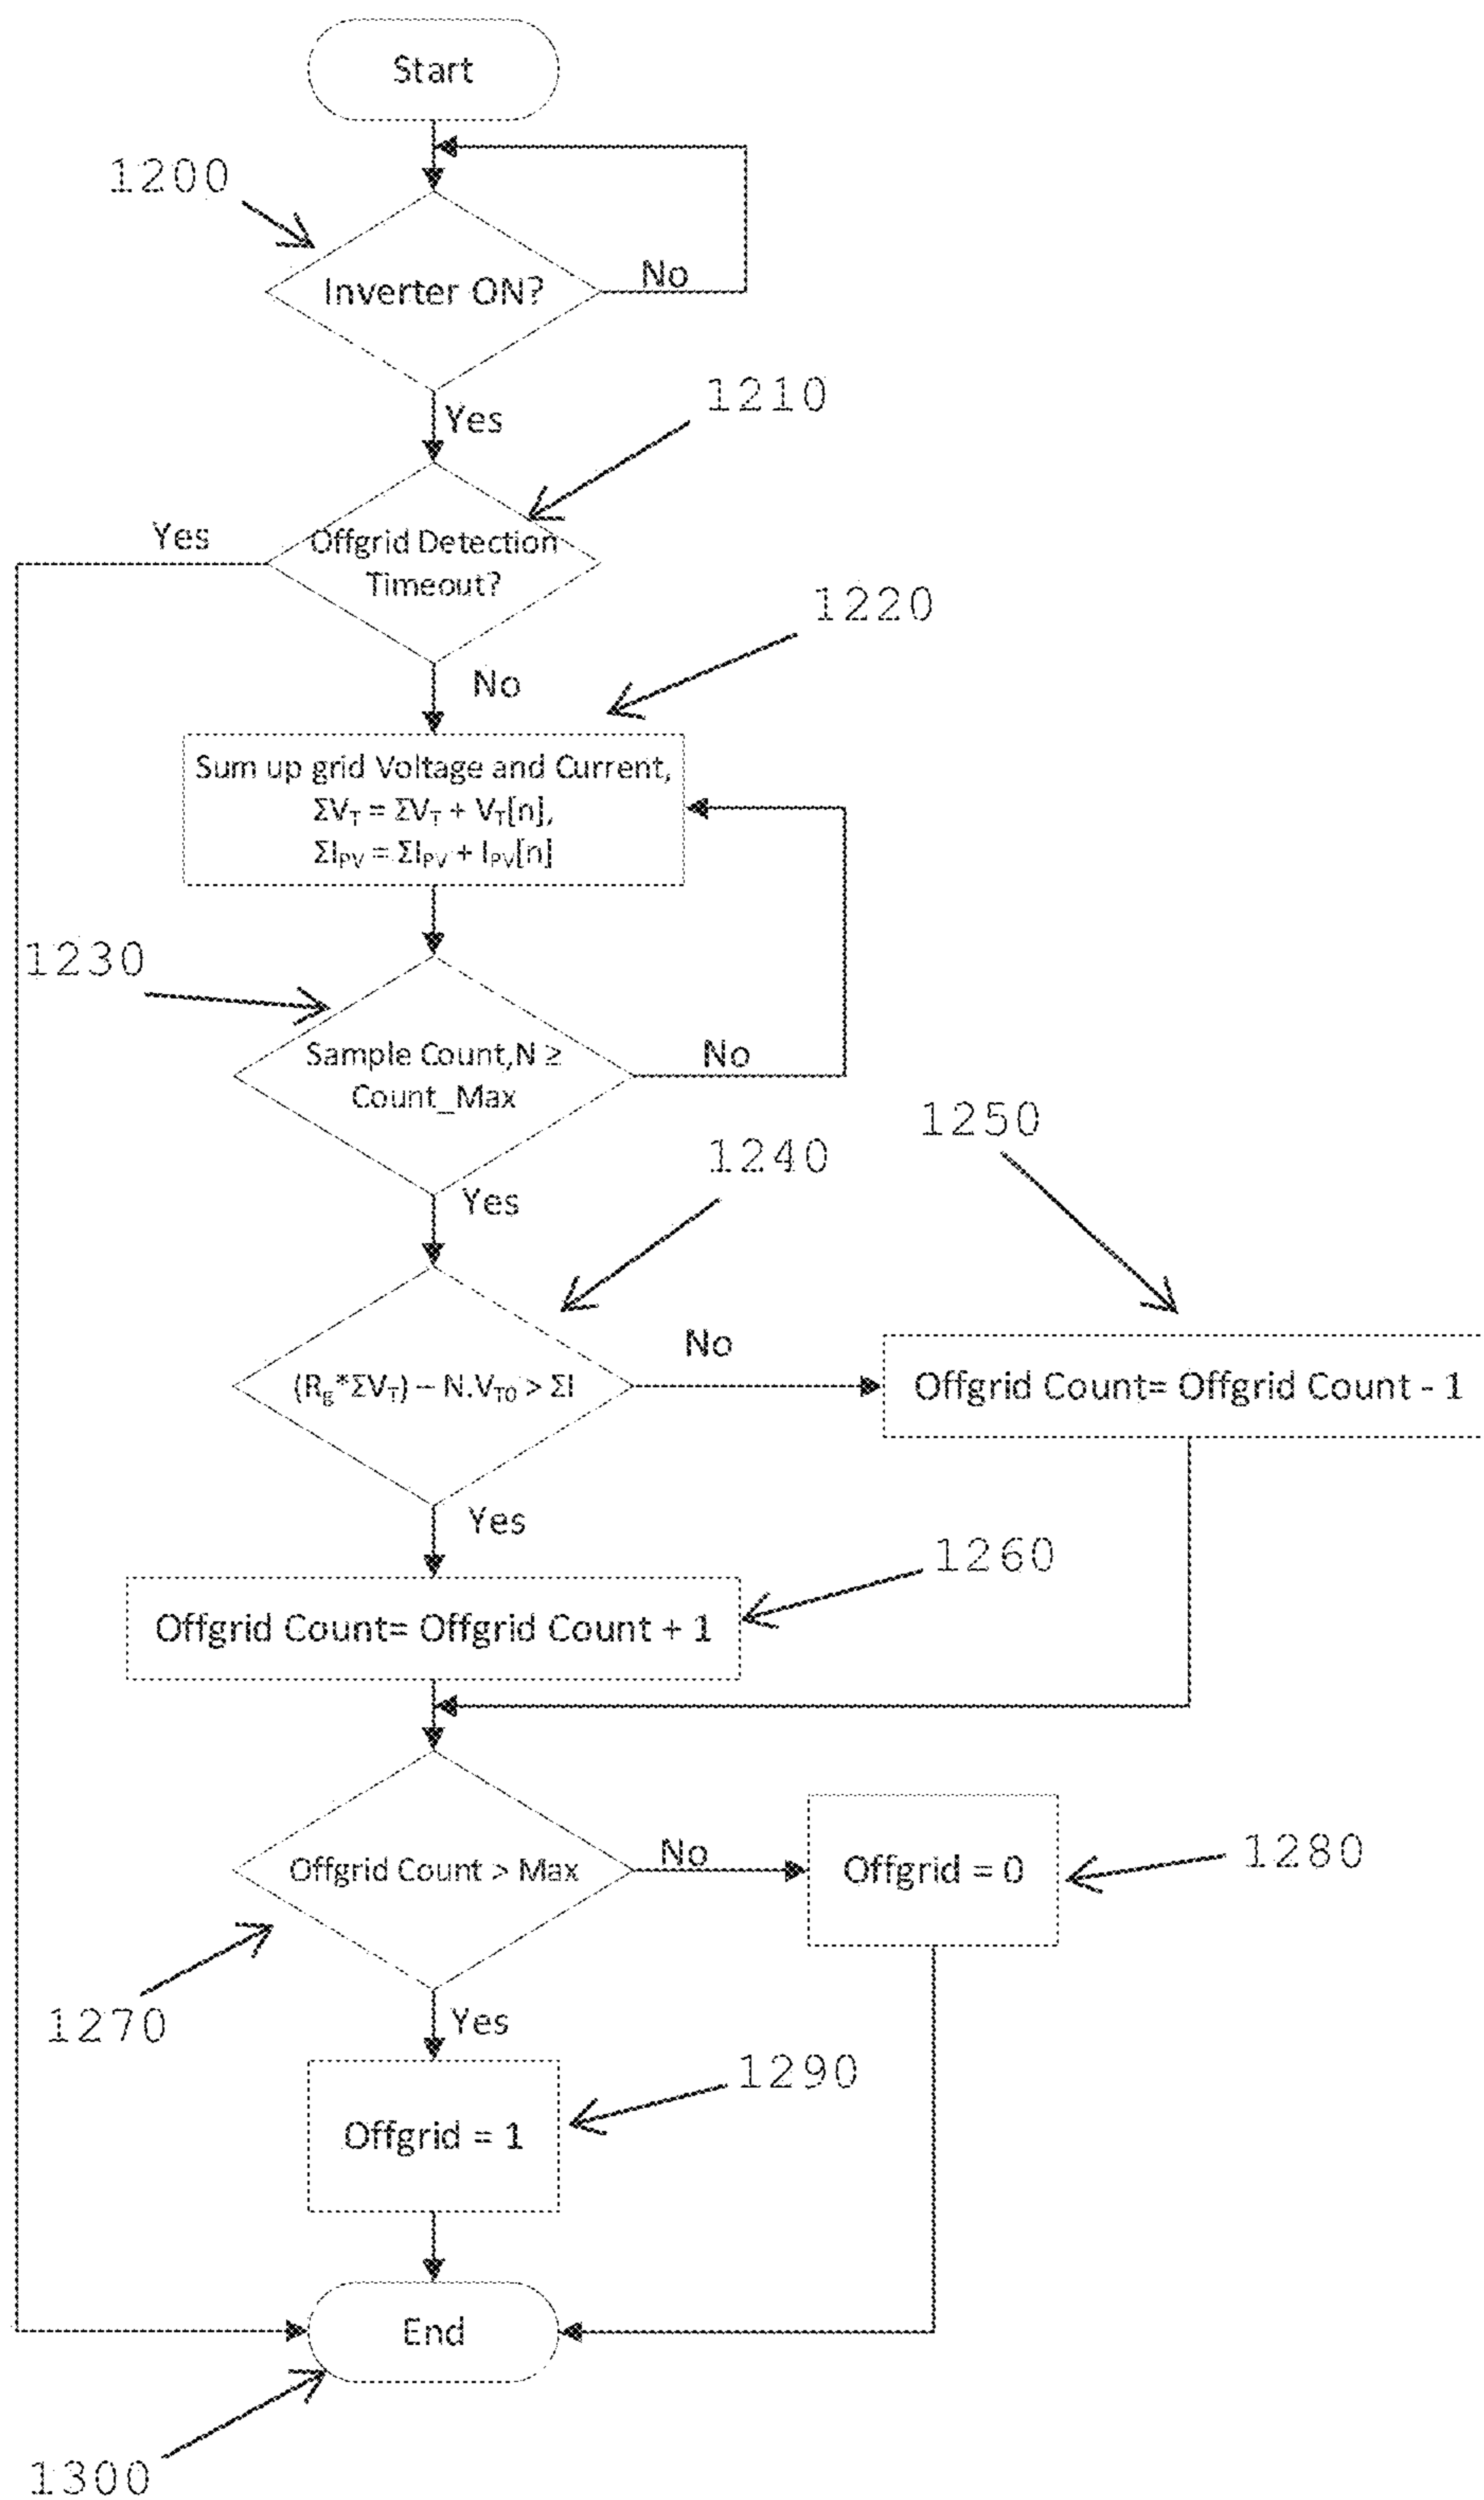 Start
1200
Inverter ON?
No
Yes
1210
Yes
Offgrid Detection
Timeout?
1220
No
Sum up grid Voltage and Current,
ΣV_T = ΣV_T + V_T[n],
ΣI_PV = ΣI_PV + I_PV[n]
1230
Sample Count,N ≥
Count_Max
No
1250
1240
Yes
No
(R_g*ΣV_T) – N.V_T0 > ΣI
Offgrid Count= Offgrid Count - 1
Yes
1260
Offgrid Count= Offgrid Count + 1
Offgrid Count > Max
No
Offgrid = 0
1280
1270
Yes
1290
Offgrid = 1
End
1300